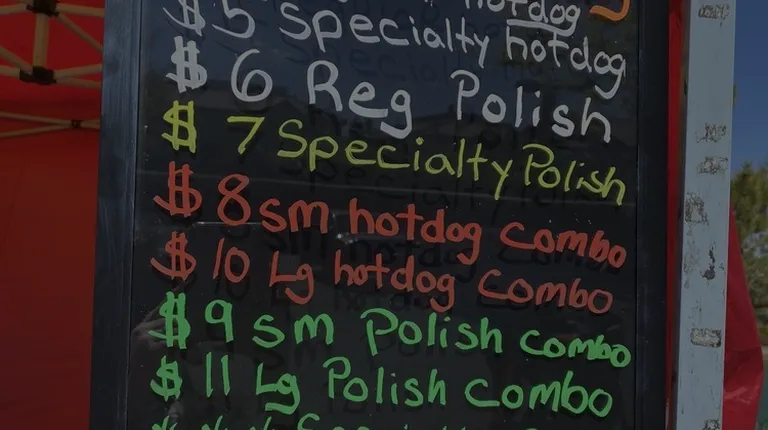 hotdog
$5 specialty hotdog
$6 Reg Polish
$7 Specialty Polish
$8 sm hotdog combo
$10 Lg hotdog combo
$9 sm Polish combo
$11 Lg Polish combo